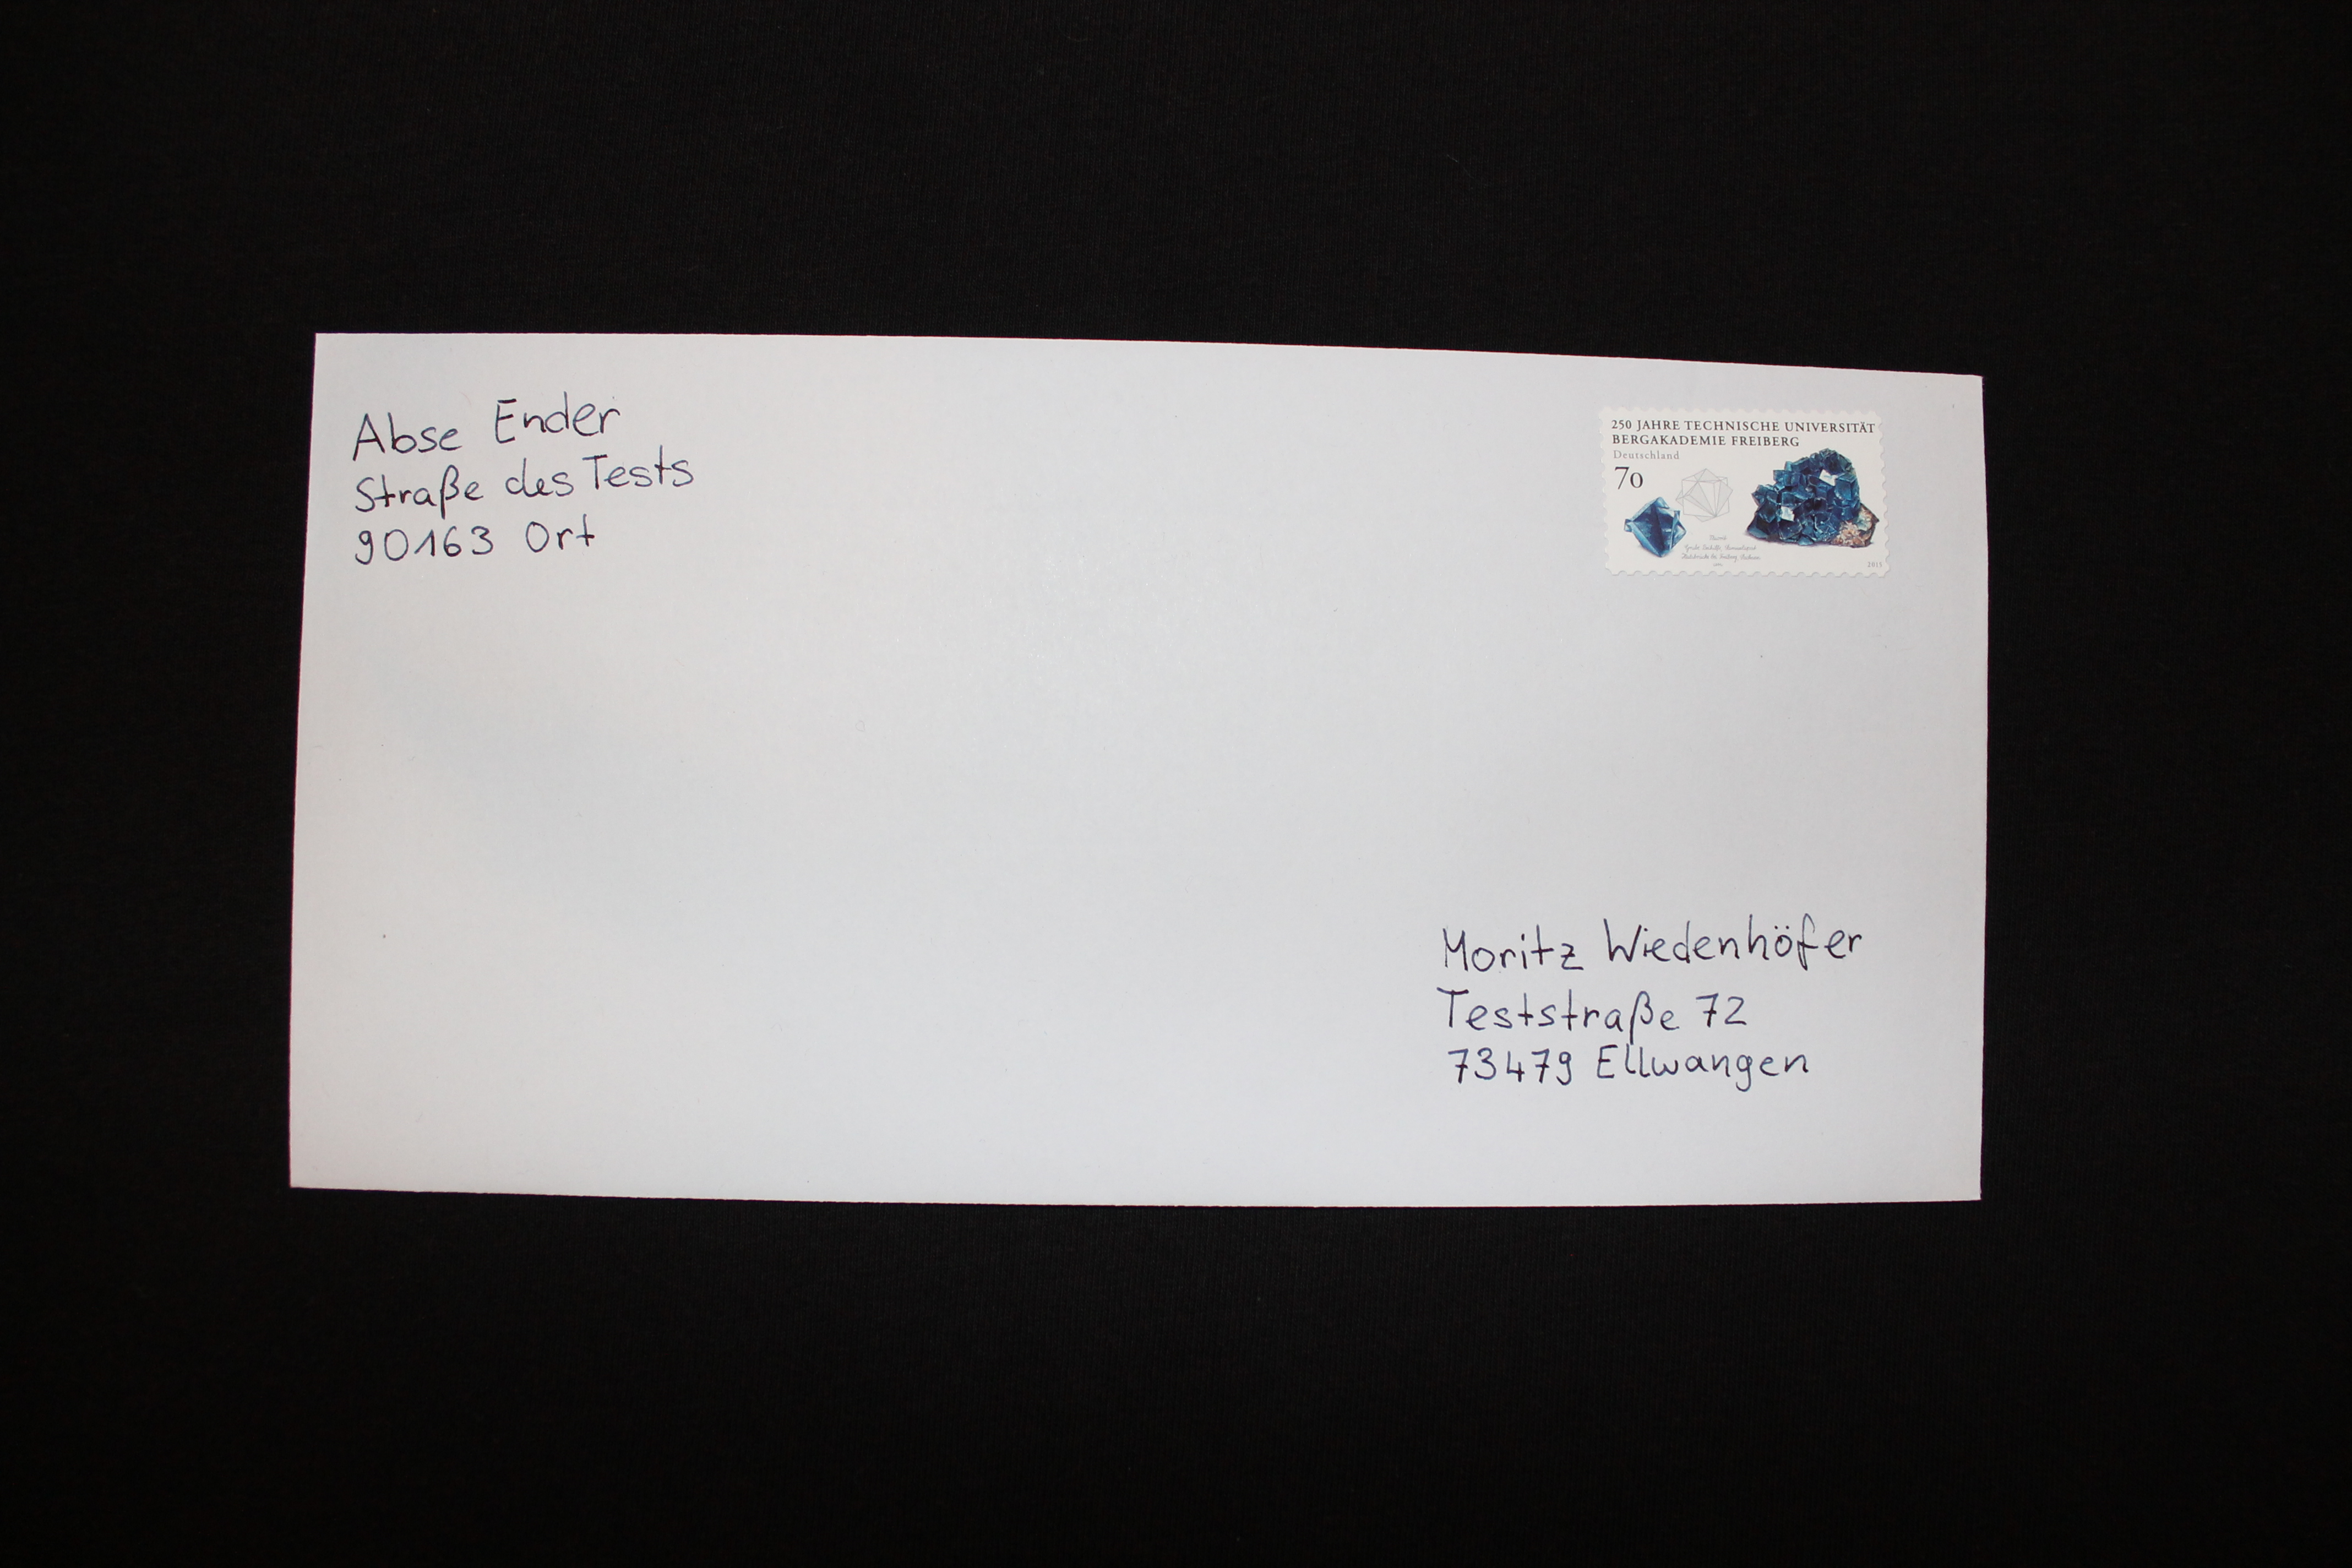 Abse Ender
Straße des Tests
90163 Ort
250 JAHRE TECHNISCHE UNIVERSITÄT
BERGAKADEMIE FREIBERG
Deutschland
70
2015
Moritz Wiedenhöfer
Teststraße 72
73479 Ellwangen